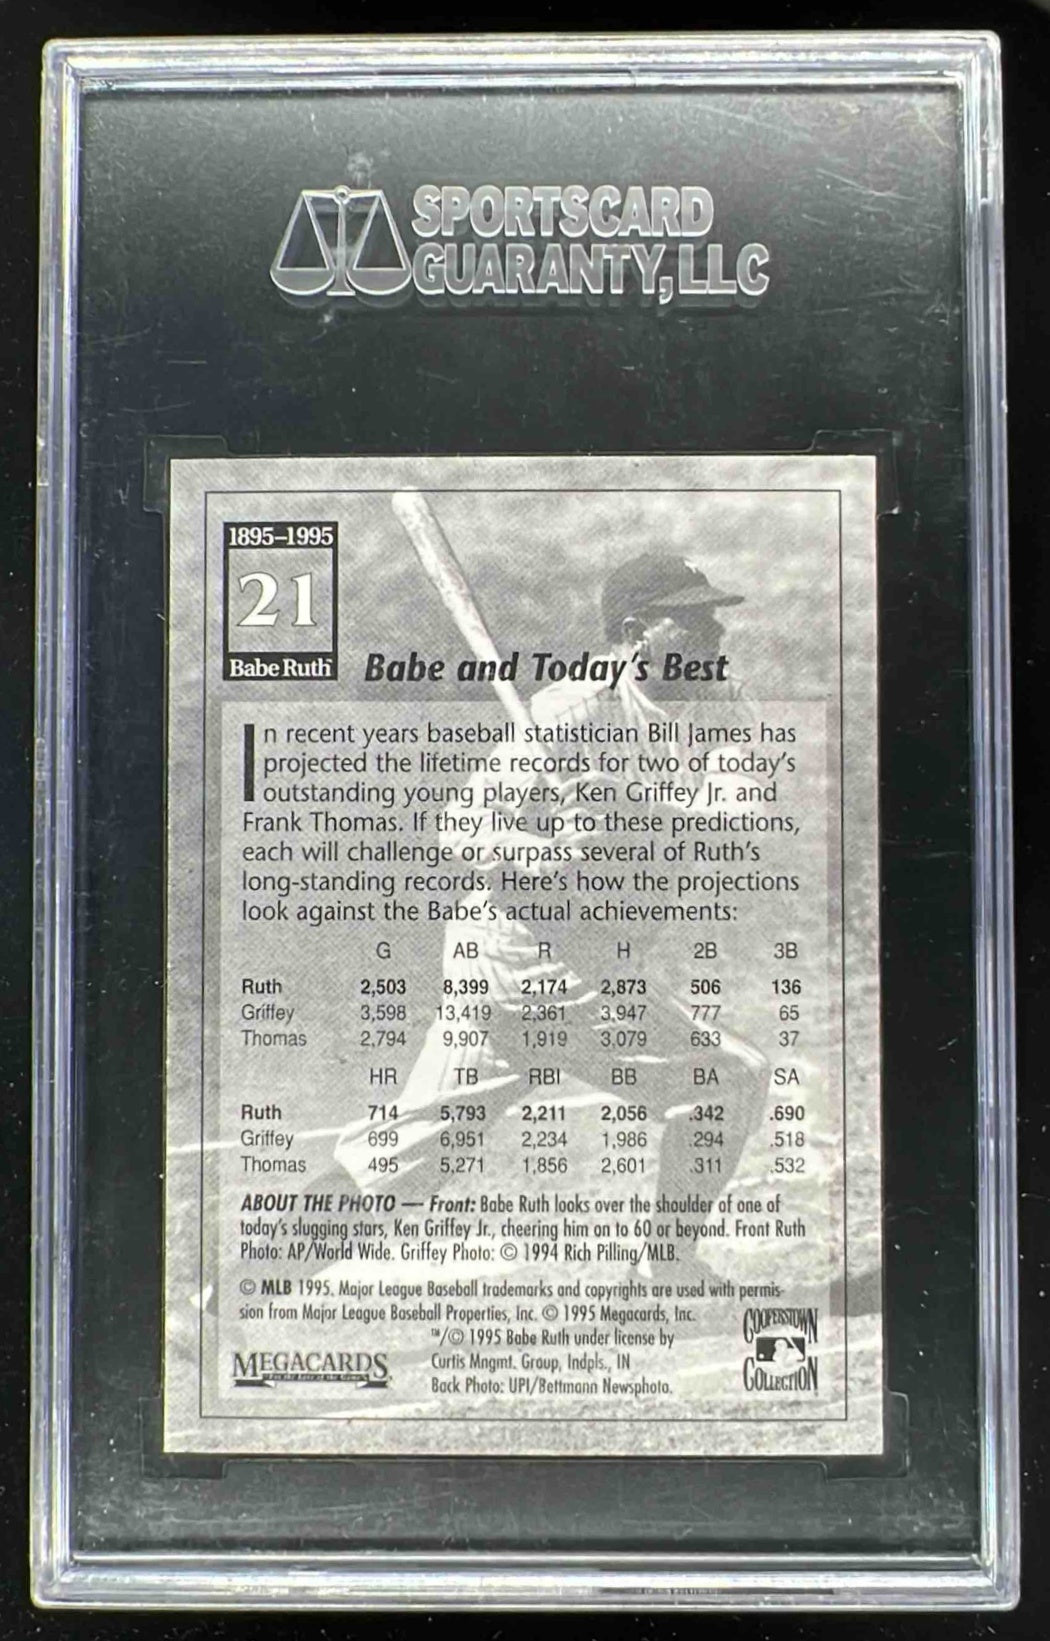 SPORTSCARD
GUARANTY, LLC
1895–1995
21
Babe Ruth™
Babe and Today's Best
In recent years baseball statistician Bill James has
projected the lifetime records for two of today's
outstanding young players, Ken Griffey Jr. and
Frank Thomas. If they live up to these predictions,
each will challenge or surpass several of Ruth's
long-standing records. Here's how the projections
look against the Babe's actual achievements:
G AB R H 2B 3B
Ruth 2,503 8,399 2,174 2,873 506 136
Griffey 3,598 13,419 2,361 3,947 777 65
Thomas 2,794 9,907 1,919 3,079 633 37
HR TB RBI BB BA SA
Ruth 714 5,793 2,211 2,056 .342 .690
Griffey 699 6,951 2,234 1,986 .294 .518
Thomas 495 5,271 1,856 2,601 .311 .532
ABOUT THE PHOTO — Front: Babe Ruth looks over the shoulder of one of
today's slugging stars, Ken Griffey Jr., cheering him on to 60 or beyond. Front Ruth
Photo: AP/World Wide. Griffey Photo: © 1994 Rich Pilling/MLB.
© MLB 1995. Major League Baseball trademarks and copyrights are used with permis-
sion from Major League Baseball Properties, Inc. © 1995 Megacards, Inc.
™/© 1995 Babe Ruth under license by
Curtis Mngmt. Group, Indpls., IN
Back Photo: UPI/Bettmann Newsphoto.
MEGACARDS
For the Love of the Game
COOPERSTOWN
COLLECTION